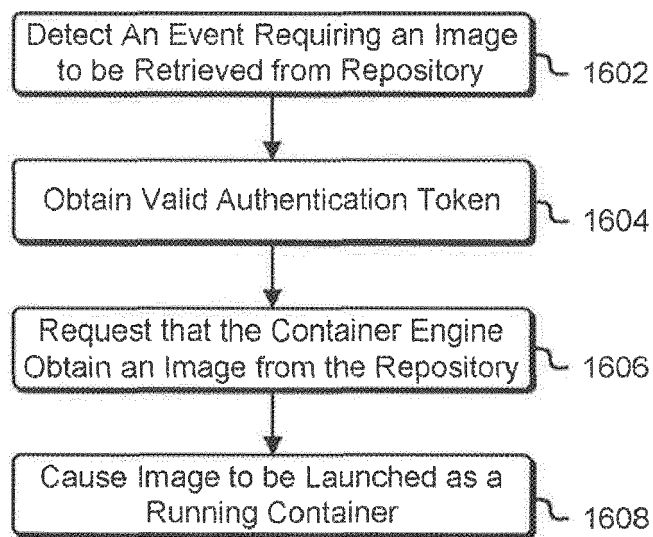 Detect An Event Requiring an Image
to be Retrieved from Repository
1602
Obtain Valid Authentication Token
1604
Request that the Container Engine
Obtain an Image from the Repository
1606
Cause Image to be Launched as a
Running Container
1608